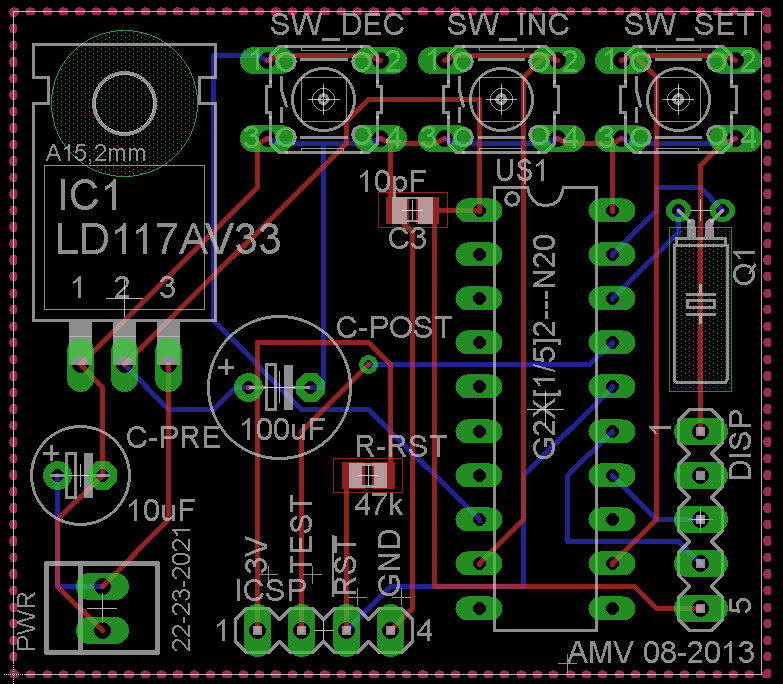 SW_DEC SW_INC SW_SET
1 2 1 2 1 2
3 4 3 4 3 4
A15,2mm
IC1
LD117AV33
1 2 3
10pF
C3
U$1
G2X[1/5]2---N20
Q1
C-POST
+
100uF
C-PRE
+
10uF
R-RST
47k
1
DISP
5
3V
TEST
RST
GND
ICSP
1 4
PWR
22-23-2021
AMV 08-2013